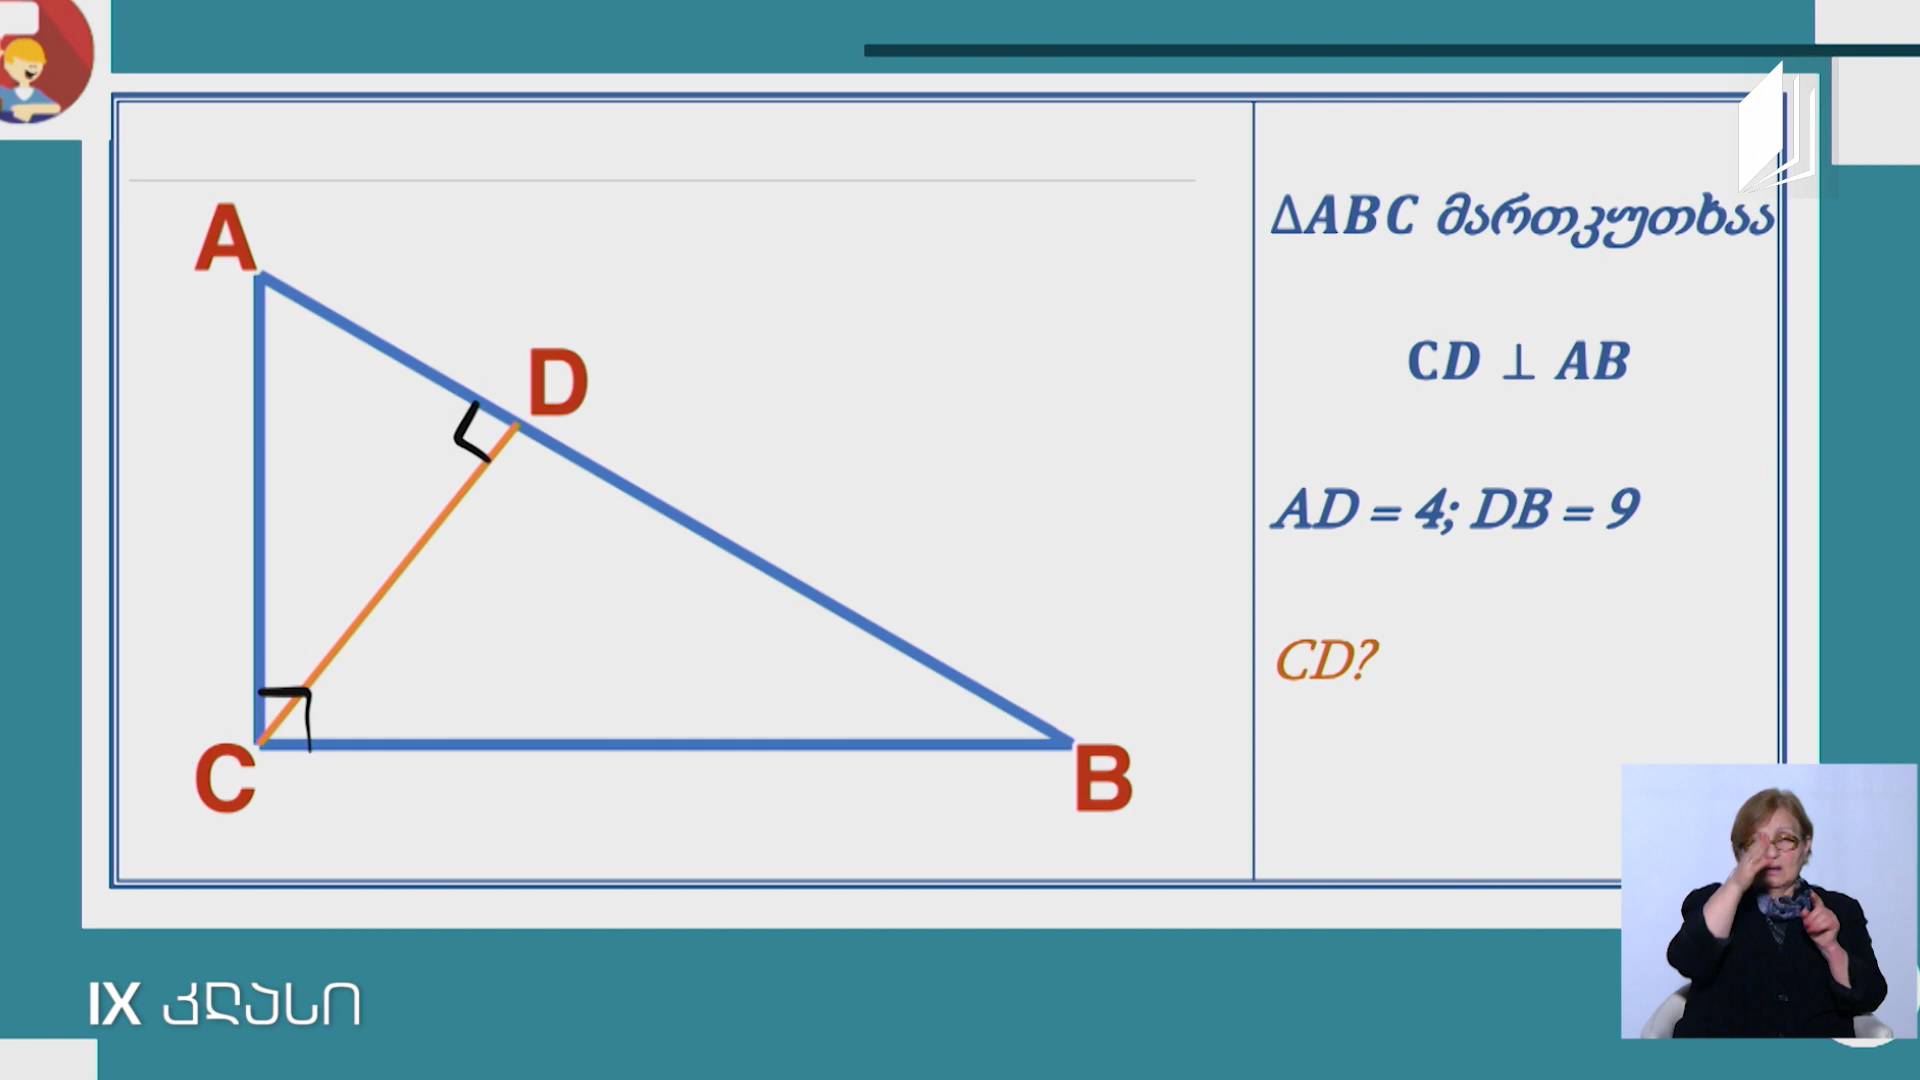 A
D
C
B
ΔABC მართკუთხაა
CD ⊥ AB
AD = 4; DB = 9
CD?
IX კლასი